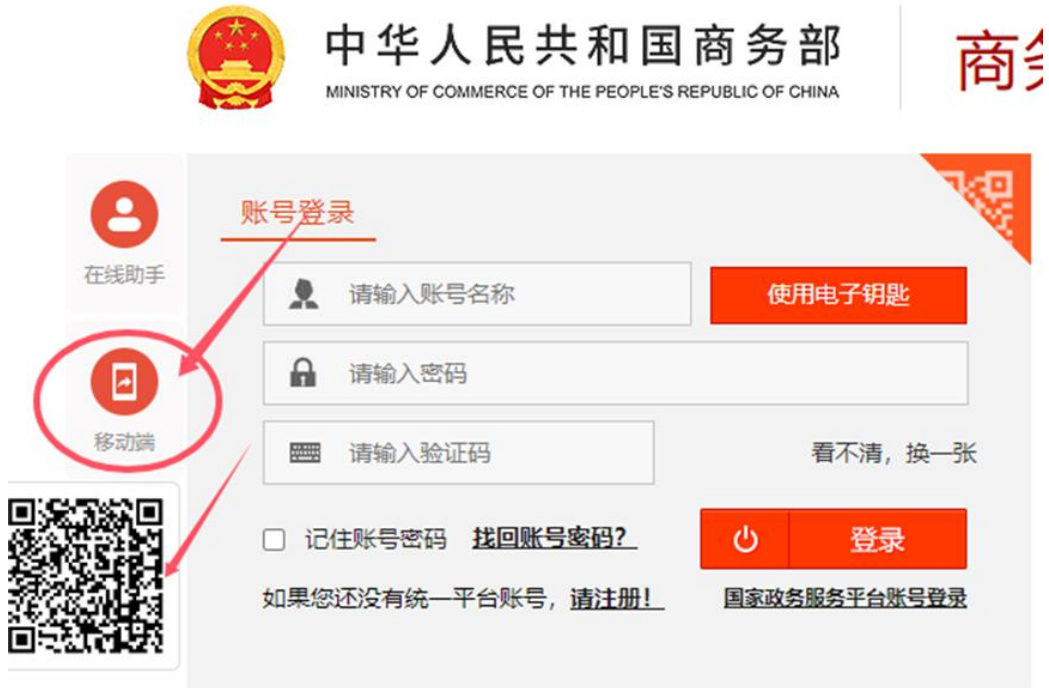 中华人民共和国商务部
MINISTRY OF COMMERCE OF THE PEOPLE'S REPUBLIC OF CHINA
商
在线助手
移动端
账号登录
请输入账号名称
使用电子钥匙
请输入密码
请输入验证码
看不清，换一张
记住账号密码 找回账号密码？
登录
如果您还没有统一平台账号，请注册！
国家政务服务平台账号登录